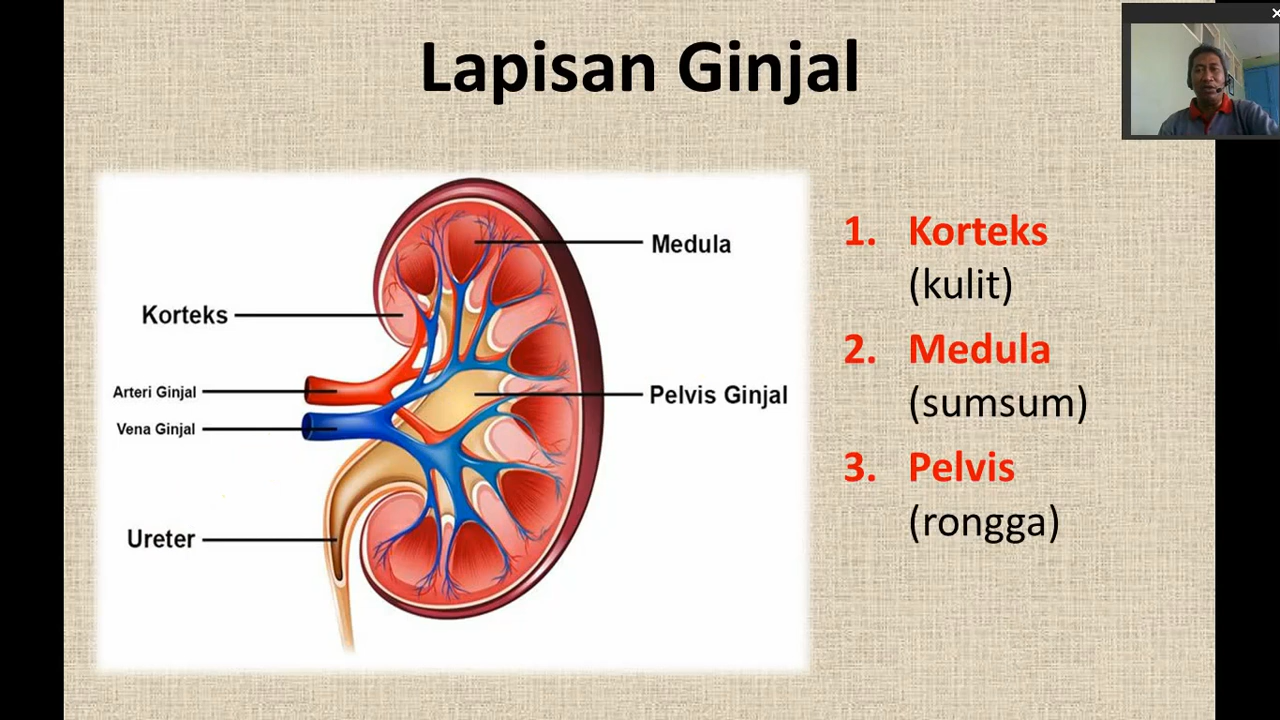 Lapisan Ginjal
Medula
Korteks
Arteri Ginjal
Pelvis Ginjal
Vena Ginjal
Ureter
1. Korteks
(kulit)
2. Medula
(sumsum)
3. Pelvis
(rongga)